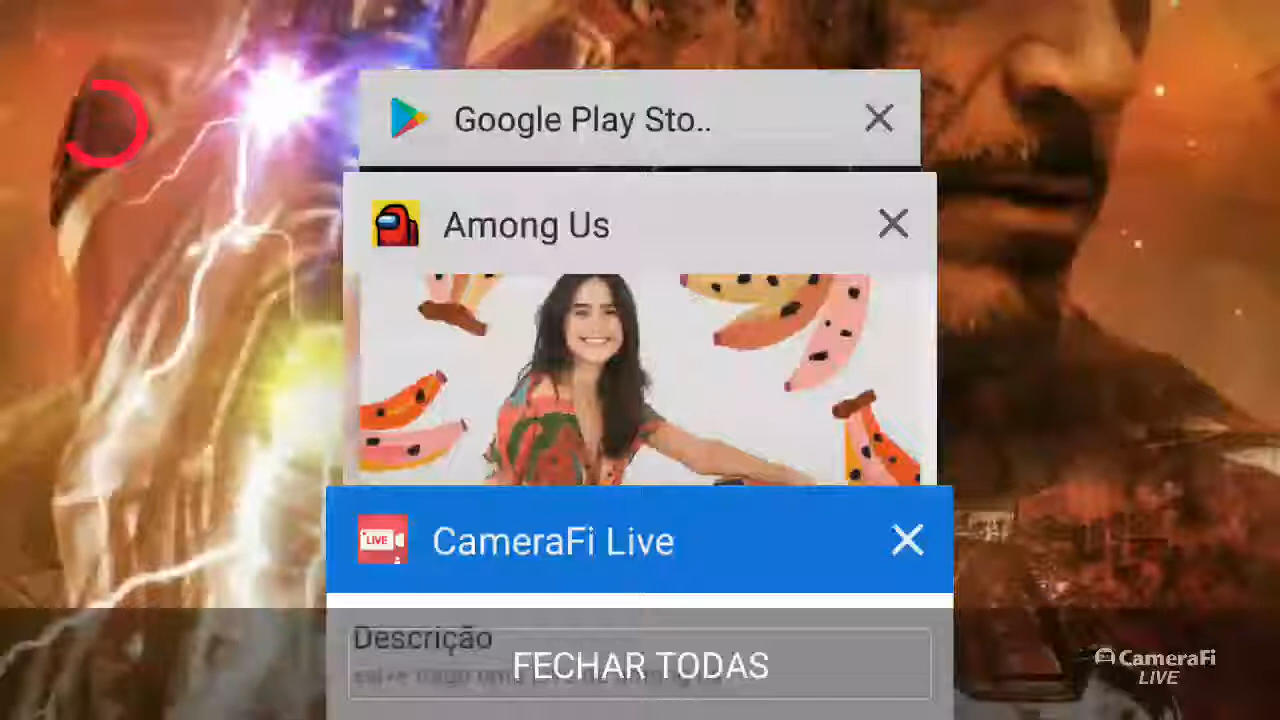 Google Play Sto..
Among Us
LIVE
CameraFi Live
Descrição
FECHAR TODAS
CameraFi
LIVE